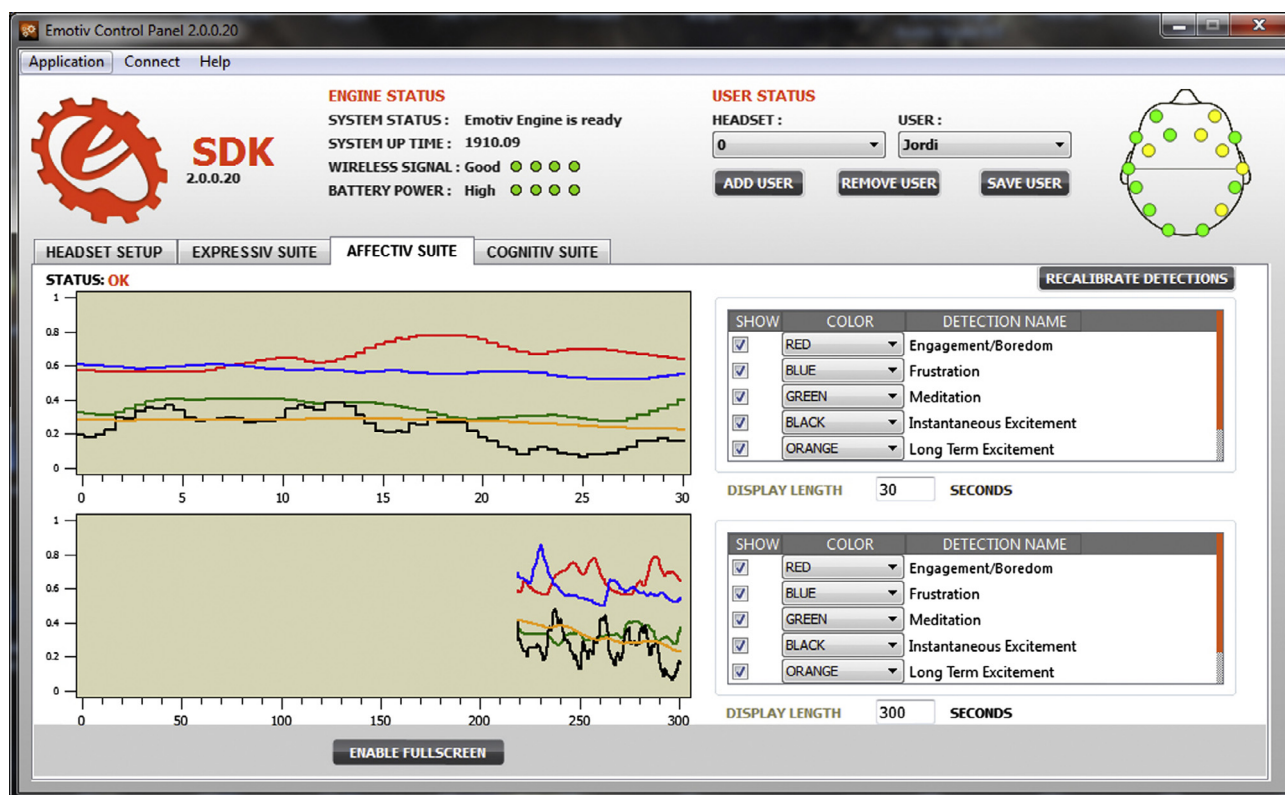 Emotiv Control Panel 2.0.0.20
Application Connect Help
SDK
2.0.0.20
ENGINE STATUS
SYSTEM STATUS : Emotiv Engine is ready
SYSTEM UP TIME : 1910.09
WIRELESS SIGNAL : Good
BATTERY POWER : High
USER STATUS
HEADSET : USER :
0 Jordi
ADD USER REMOVE USER SAVE USER
HEADSET SETUP EXPRESSIV SUITE AFFECTIV SUITE COGNITIV SUITE
STATUS: OK
RECALIBRATE DETECTIONS
1
0.8
0.6
0.4
0.2
0
0 5 10 15 20 25 30
SHOW COLOR DETECTION NAME
RED Engagement/Boredom
BLUE Frustration
GREEN Meditation
BLACK Instantaneous Excitement
ORANGE Long Term Excitement
DISPLAY LENGTH 30 SECONDS
1
0.8
0.6
0.4
0.2
0
0 50 100 150 200 250 300
SHOW COLOR DETECTION NAME
RED Engagement/Boredom
BLUE Frustration
GREEN Meditation
BLACK Instantaneous Excitement
ORANGE Long Term Excitement
DISPLAY LENGTH 300 SECONDS
ENABLE FULLSCREEN